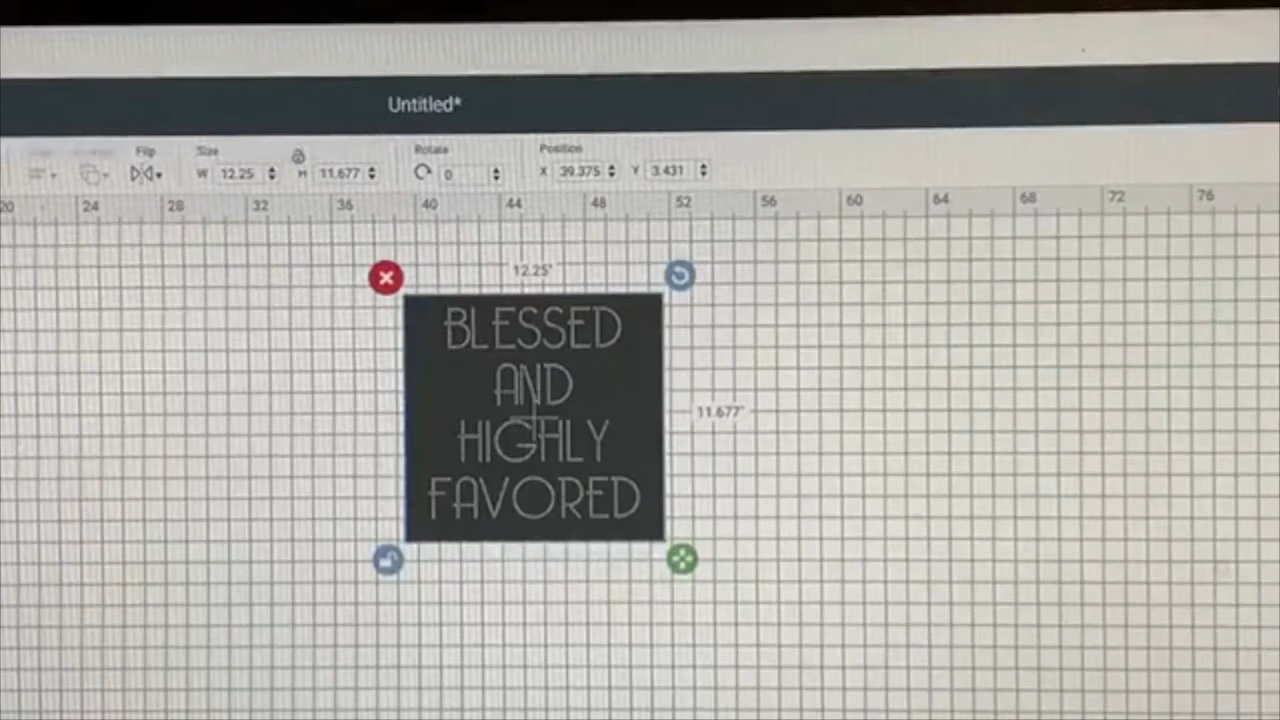 Untitled*
Flip
Size
W 12.25
H 11.677
Rotate
0
Position
X 39.375
Y 3.431
20 24 28 32 36 40 44 48 52 56 60 64 68 72 76
12.25"
BLESSED
AND
HIGHLY
FAVORED
11.677"